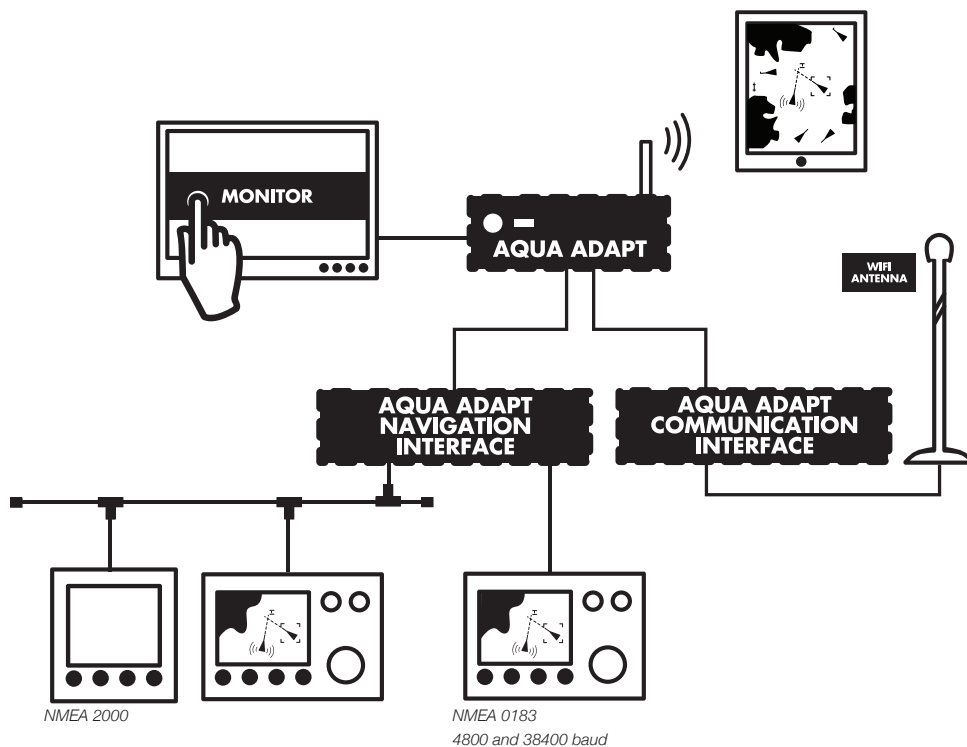 MONITOR
AQUA ADAPT
WIFI
ANTENNA
AQUA ADAPT
NAVIGATION
INTERFACE
AQUA ADAPT
COMMUNICATION
INTERFACE
NMEA 2000
NMEA 0183
4800 and 38400 baud